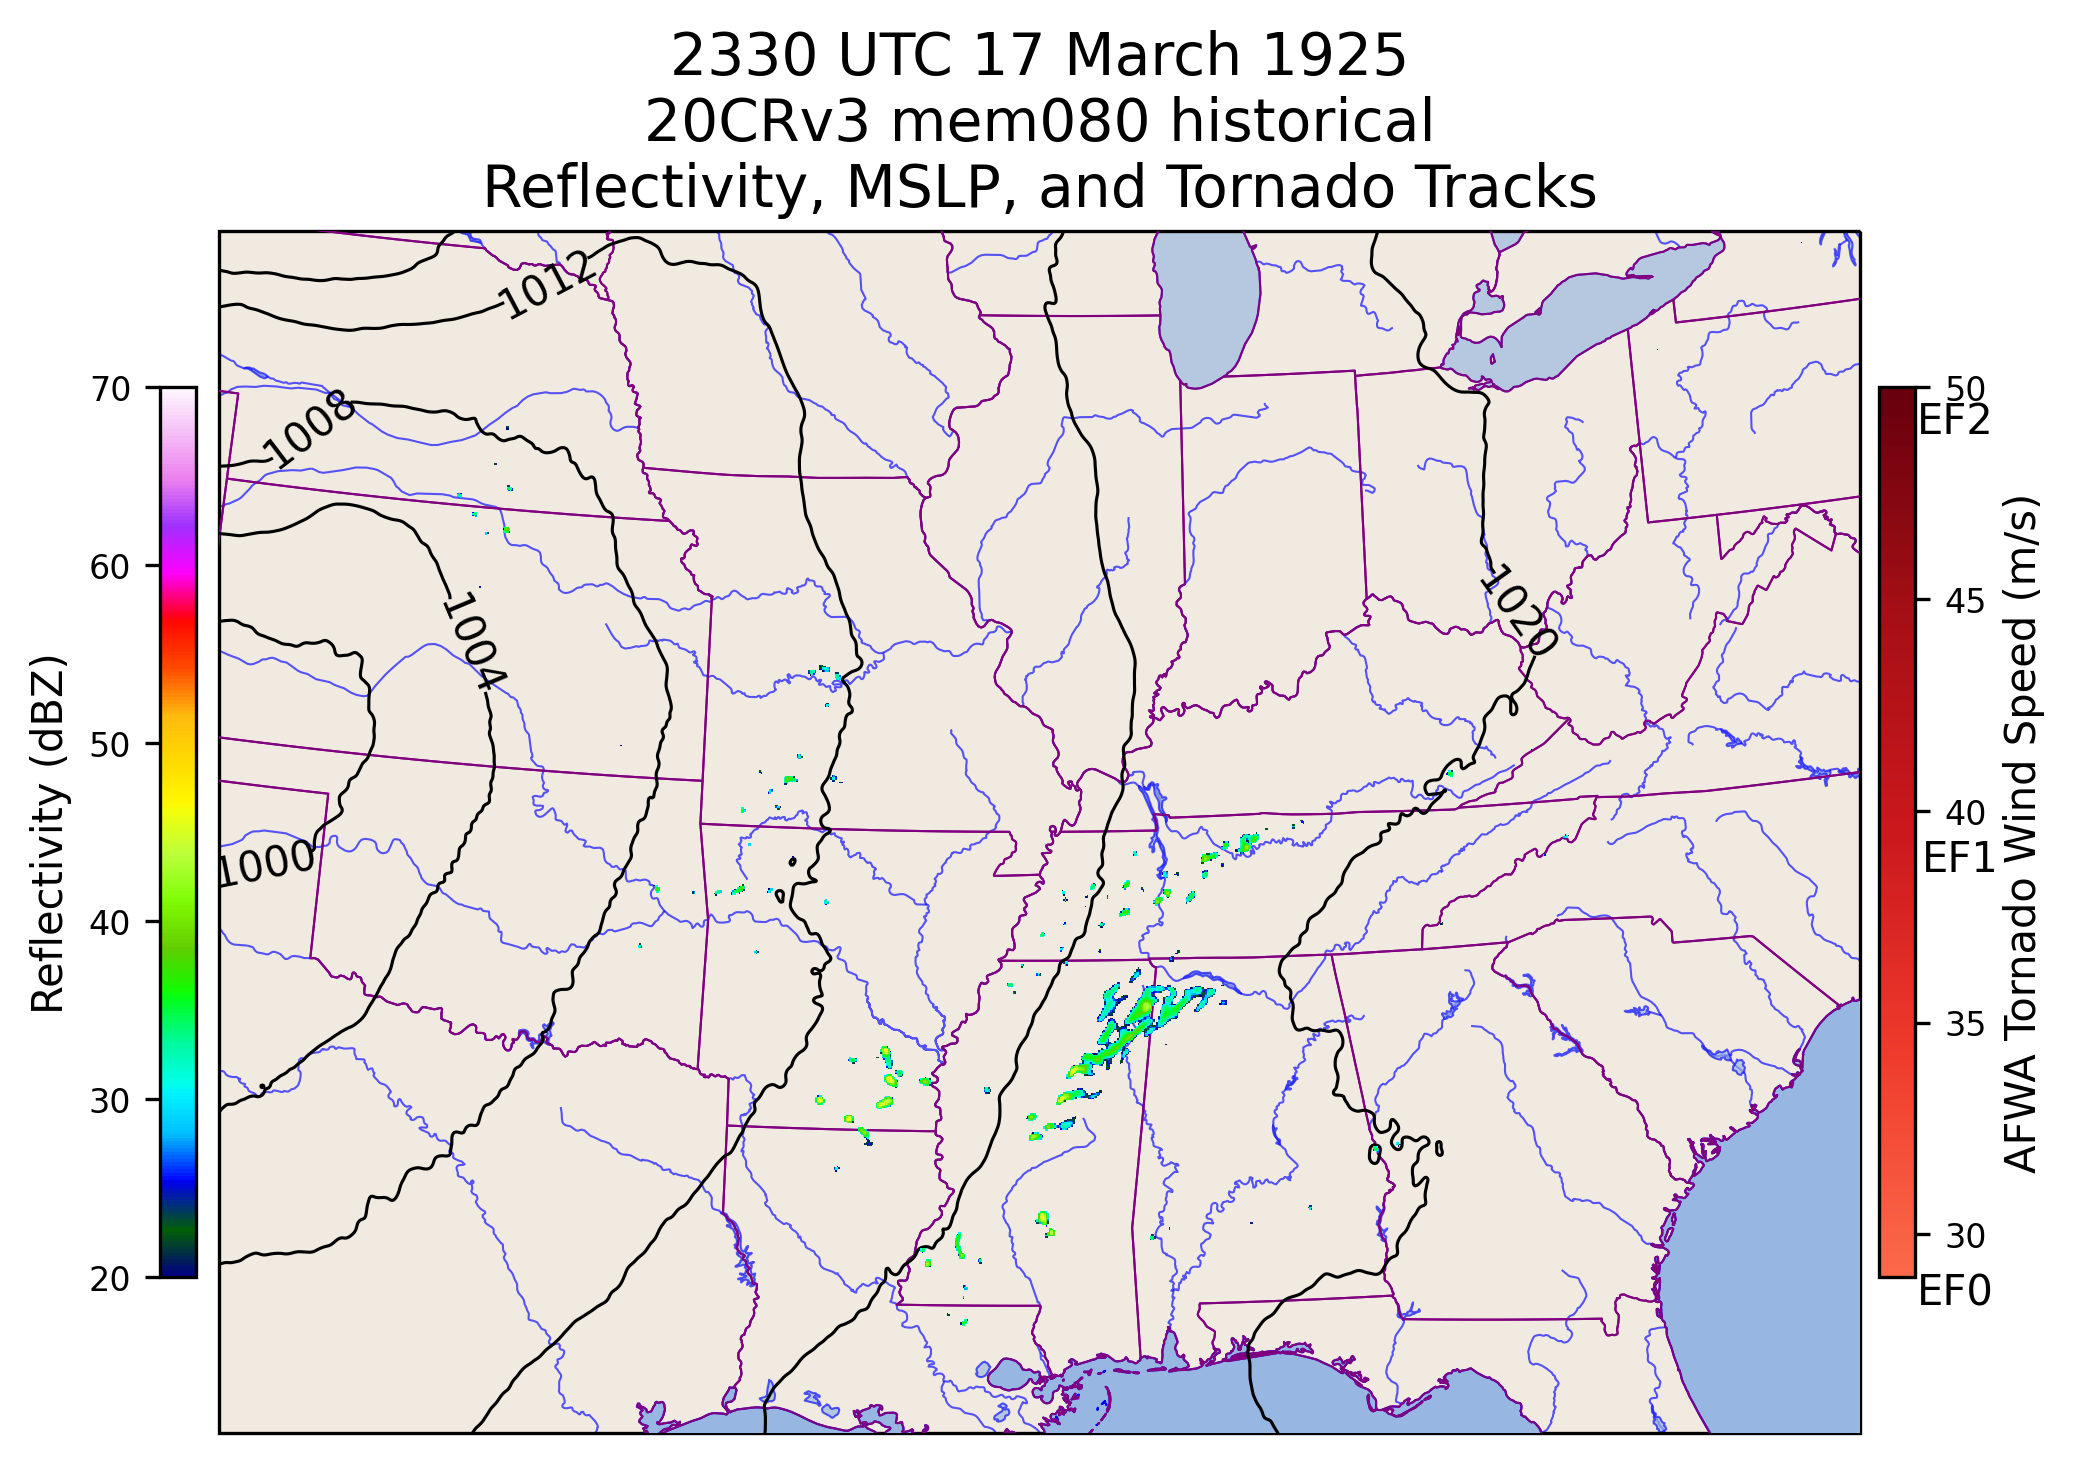 2330 UTC 17 March 1925
20CRv3 mem080 historical
Reflectivity, MSLP, and Tornado Tracks
70
60
50
40
30
20
Reflectivity (dBZ)
1012
1008
1004
1000
1020
50
EF2
45
40
EF1
35
30
EF0
AFWA Tornado Wind Speed (m/s)